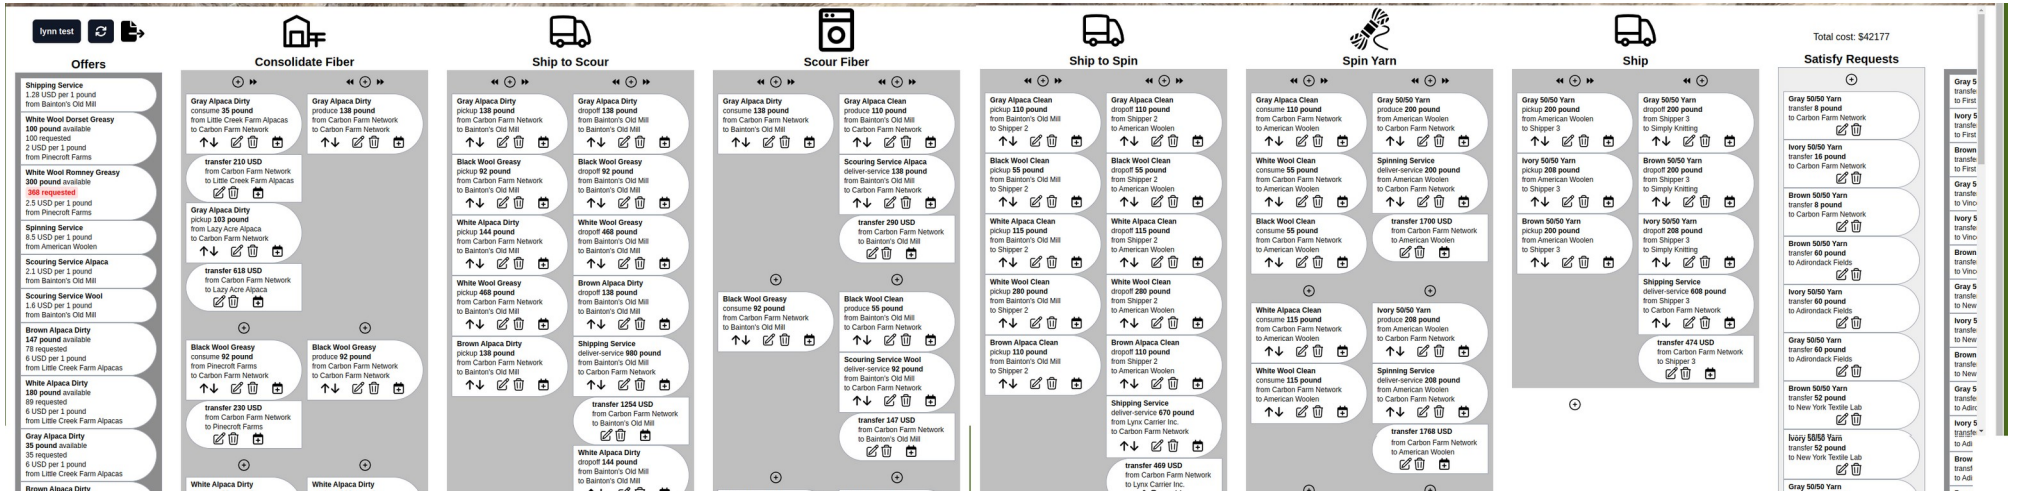 lynn test
Total cost: $42177
Offers
Shipping Service
1.28 USD per 1 pound
from Bainton's Old Mill
White Wool Dorset Greasy
100 pound available
100 requested
2 USD per 1 pound
from Pinecroft Farms
White Wool Romney Greasy
300 pound available
368 requested
2.5 USD per 1 pound
from Pinecroft Farms
Spinning Service
8.5 USD per 1 pound
from American Woolen
Scouring Service Alpaca
2.1 USD per 1 pound
from Bainton's Old Mill
Scouring Service Wool
1.6 USD per 1 pound
from Bainton's Old Mill
Brown Alpaca Dirty
147 pound available
78 requested
6 USD per 1 pound
from Little Creek Farm Alpacas
White Alpaca Dirty
180 pound available
89 requested
6 USD per 1 pound
from Little Creek Farm Alpacas
Gray Alpaca Dirty
35 pound available
35 requested
6 USD per 1 pound
from Little Creek Farm Alpacas
Brown Alpaca Dirty
Consolidate Fiber
Gray Alpaca Dirty
consume 35 pound
from Little Creek Farm Alpacas
to Carbon Farm Network
transfer 210 USD
from Carbon Farm Network
to Little Creek Farm Alpacas
Gray Alpaca Dirty
pickup 103 pound
from Lazy Acre Alpaca
to Carbon Farm Network
transfer 618 USD
from Carbon Farm Network
to Lazy Acre Alpaca
Gray Alpaca Dirty
produce 138 pound
from Carbon Farm Network
to Carbon Farm Network
Black Wool Greasy
consume 92 pound
from Pinecroft Farms
to Carbon Farm Network
transfer 230 USD
from Carbon Farm Network
to Pinecroft Farms
Black Wool Greasy
produce 92 pound
from Carbon Farm Network
to Carbon Farm Network
White Alpaca Dirty
White Alpaca Dirty
Ship to Scour
Gray Alpaca Dirty
pickup 138 pound
from Carbon Farm Network
to Bainton's Old Mill
Black Wool Greasy
pickup 92 pound
from Carbon Farm Network
to Bainton's Old Mill
White Alpaca Dirty
pickup 144 pound
from Carbon Farm Network
to Bainton's Old Mill
White Wool Greasy
pickup 468 pound
from Carbon Farm Network
to Bainton's Old Mill
Brown Alpaca Dirty
pickup 138 pound
from Carbon Farm Network
to Bainton's Old Mill
Gray Alpaca Dirty
dropoff 138 pound
from Bainton's Old Mill
to Bainton's Old Mill
Black Wool Greasy
dropoff 92 pound
from Bainton's Old Mill
to Bainton's Old Mill
White Wool Greasy
dropoff 468 pound
from Bainton's Old Mill
to Bainton's Old Mill
Brown Alpaca Dirty
dropoff 138 pound
from Bainton's Old Mill
to Bainton's Old Mill
Shipping Service
deliver-service 980 pound
from Bainton's Old Mill
to Carbon Farm Network
transfer 1254 USD
from Carbon Farm Network
to Bainton's Old Mill
White Alpaca Dirty
dropoff 144 pound
from Bainton's Old Mill
to Bainton's Old Mill
Scour Fiber
Gray Alpaca Dirty
consume 138 pound
from Carbon Farm Network
to Bainton's Old Mill
Gray Alpaca Clean
produce 110 pound
from Bainton's Old Mill
to Carbon Farm Network
Scouring Service Alpaca
deliver-service 138 pound
from Bainton's Old Mill
to Carbon Farm Network
transfer 290 USD
from Carbon Farm Network
to Bainton's Old Mill
Black Wool Greasy
consume 92 pound
from Carbon Farm Network
to Bainton's Old Mill
Black Wool Clean
produce 55 pound
from Bainton's Old Mill
to Carbon Farm Network
Scouring Service Wool
deliver-service 92 pound
from Bainton's Old Mill
to Carbon Farm Network
transfer 147 USD
from Carbon Farm Network
to Bainton's Old Mill
Ship to Spin
Gray Alpaca Clean
pickup 110 pound
from Bainton's Old Mill
to Shipper 2
Black Wool Clean
pickup 55 pound
from Bainton's Old Mill
to Shipper 2
White Alpaca Clean
pickup 115 pound
from Bainton's Old Mill
to Shipper 2
White Wool Clean
pickup 280 pound
from Bainton's Old Mill
to Shipper 2
Brown Alpaca Clean
pickup 110 pound
from Bainton's Old Mill
to Shipper 2
Gray Alpaca Clean
dropoff 110 pound
from Shipper 2
to American Woolen
Black Wool Clean
dropoff 55 pound
from Shipper 2
to American Woolen
White Alpaca Clean
dropoff 115 pound
from Shipper 2
to American Woolen
White Wool Clean
dropoff 280 pound
from Shipper 2
to American Woolen
Brown Alpaca Clean
dropoff 110 pound
from Shipper 2
to American Woolen
Shipping Service
deliver-service 670 pound
from Lynx Carrier Inc.
to Carbon Farm Network
transfer 469 USD
from Carbon Farm Network
to Lynx Carrier Inc.
Spin Yarn
Gray Alpaca Clean
consume 110 pound
from Carbon Farm Network
to American Woolen
White Wool Clean
consume 55 pound
from Carbon Farm Network
to American Woolen
Black Wool Clean
consume 55 pound
from Carbon Farm Network
to American Woolen
Gray 50/50 Yarn
produce 200 pound
from American Woolen
to Carbon Farm Network
Spinning Service
deliver-service 200 pound
from American Woolen
to Carbon Farm Network
transfer 1700 USD
from Carbon Farm Network
to American Woolen
White Alpaca Clean
consume 115 pound
from Carbon Farm Network
to American Woolen
White Wool Clean
consume 115 pound
from Carbon Farm Network
to American Woolen
Ivory 50/50 Yarn
produce 208 pound
from American Woolen
to Carbon Farm Network
Spinning Service
deliver-service 208 pound
from American Woolen
to Carbon Farm Network
transfer 1768 USD
from Carbon Farm Network
to American Woolen
Ship
Gray 50/50 Yarn
pickup 200 pound
from American Woolen
to Shipper 3
Ivory 50/50 Yarn
pickup 208 pound
from American Woolen
to Shipper 3
Brown 50/50 Yarn
pickup 200 pound
from American Woolen
to Shipper 3
Gray 50/50 Yarn
dropoff 200 pound
from Shipper 3
to Simply Knitting
Brown 50/50 Yarn
dropoff 200 pound
from Shipper 3
to Simply Knitting
Ivory 50/50 Yarn
dropoff 208 pound
from Shipper 3
to Simply Knitting
Shipping Service
deliver-service 608 pound
from Shipper 3
to Carbon Farm Network
transfer 474 USD
from Carbon Farm Network
to Shipper 3
Satisfy Requests
Gray 50/50 Yarn
transfer 8 pound
to Carbon Farm Network
Ivory 50/50 Yarn
transfer 16 pound
to Carbon Farm Network
Brown 50/50 Yarn
transfer 8 pound
to Carbon Farm Network
Brown 50/50 Yarn
transfer 60 pound
to Adirondack Fields
Ivory 50/50 Yarn
transfer 60 pound
to Adirondack Fields
Gray 50/50 Yarn
transfer 60 pound
to Adirondack Fields
Brown 50/50 Yarn
transfer 52 pound
to New York Textile Lab
Ivory 50/50 Yarn
transfer 52 pound
to New York Textile Lab
Gray 50/50 Yarn